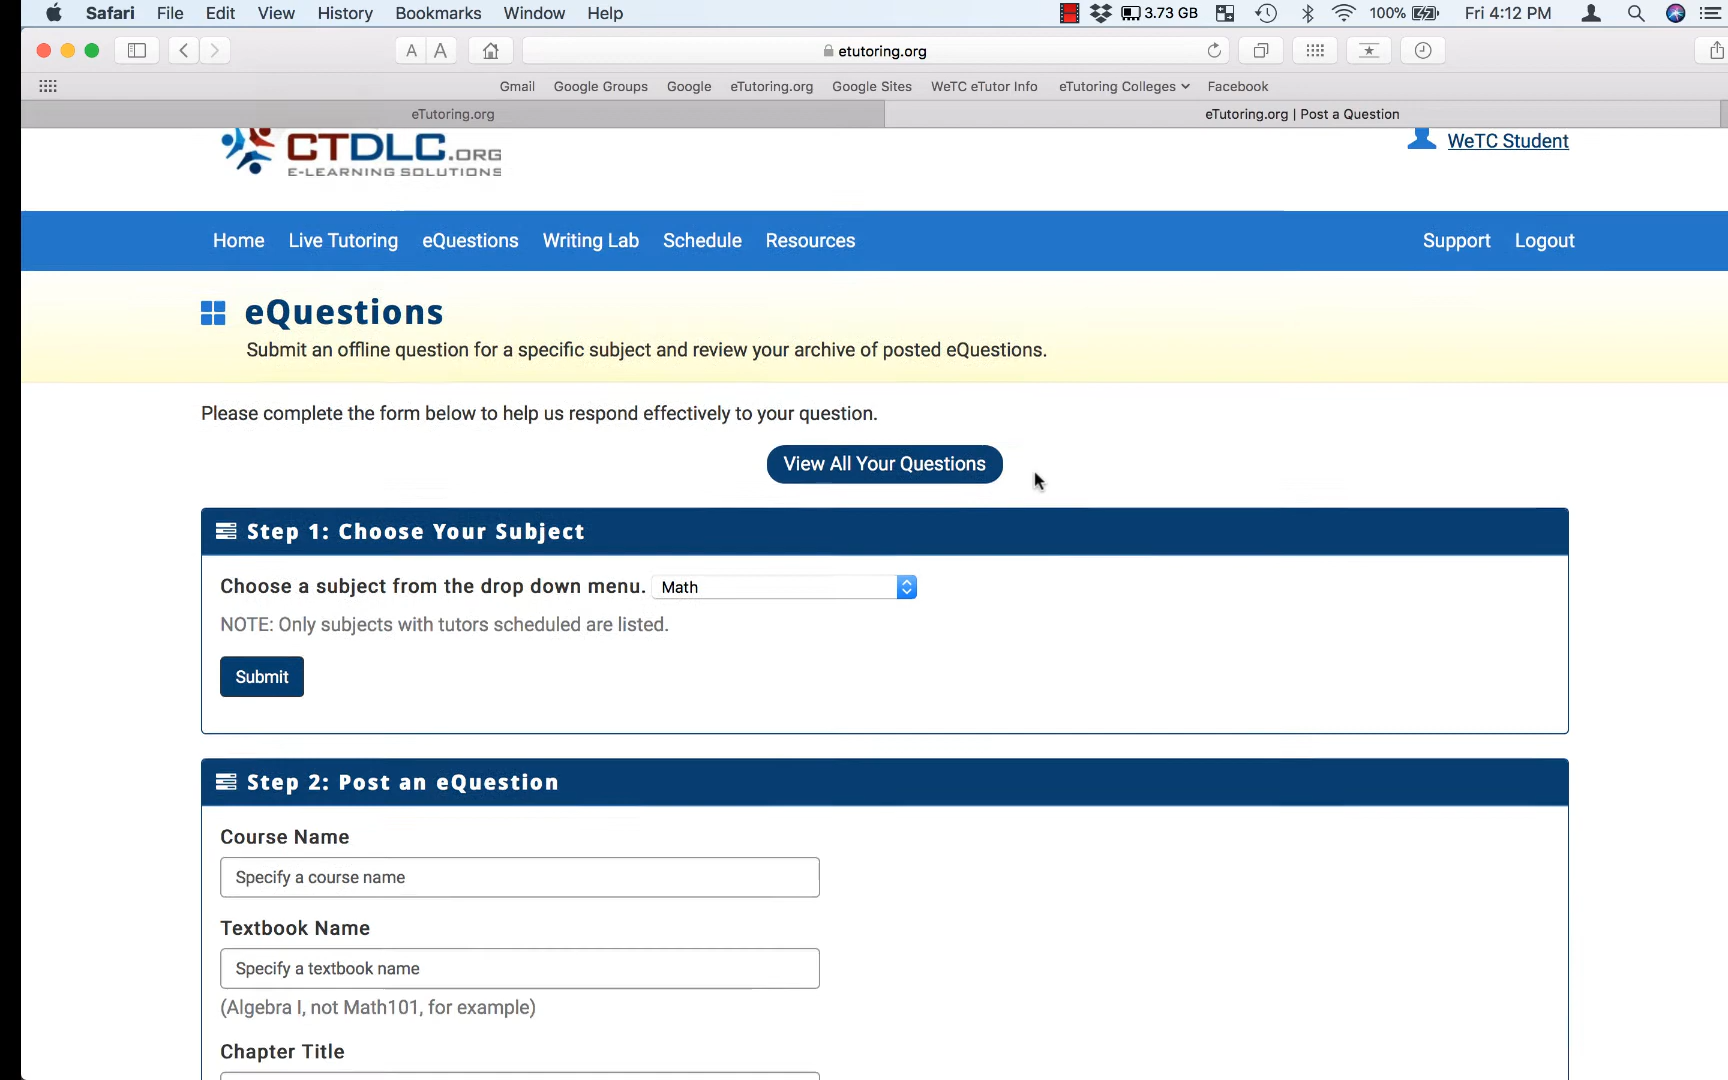 Safari File Edit View History Bookmarks Window Help 3.73 GB 100% Fri 4:12 PM
A A etutoring.org
Gmail Google Groups Google eTutoring.org Google Sites WeTC eTutor Info eTutoring Colleges Facebook
eTutoring.org eTutoring.org | Post a Question
CTDLC.ORG
E-LEARNING SOLUTIONS
WeTC Student
Home Live Tutoring eQuestions Writing Lab Schedule Resources Support Logout
eQuestions
Submit an offline question for a specific subject and review your archive of posted eQuestions.
Please complete the form below to help us respond effectively to your question.
View All Your Questions
Step 1: Choose Your Subject
Choose a subject from the drop down menu. Math
NOTE: Only subjects with tutors scheduled are listed.
Submit
Step 2: Post an eQuestion
Course Name
Specify a course name
Textbook Name
Specify a textbook name
(Algebra I, not Math101, for example)
Chapter Title